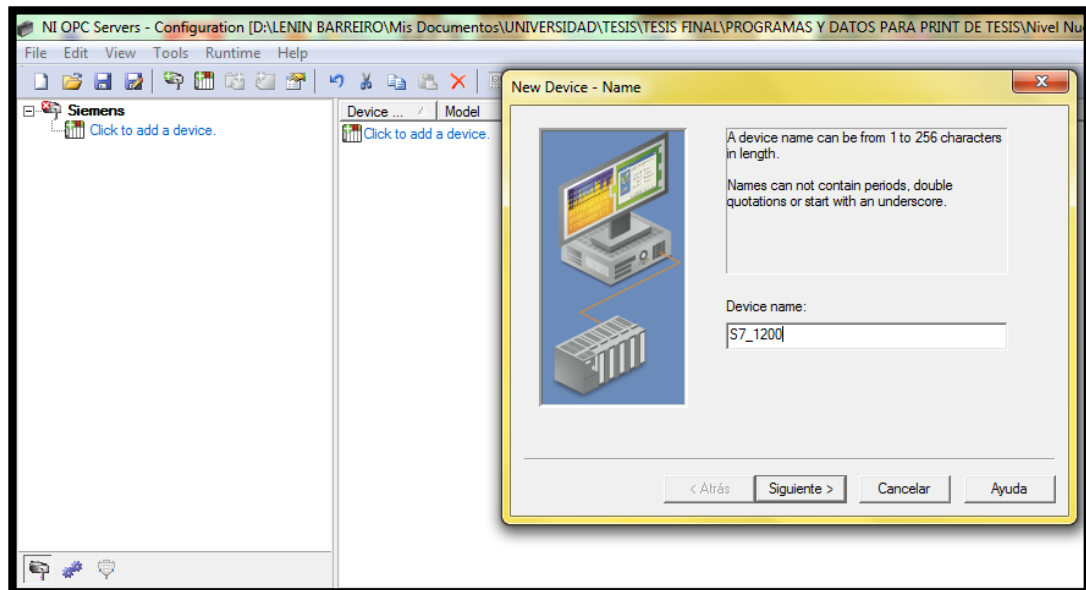 NI OPC Servers - Configuration [D:\LENIN BARREIRO\Mis Documentos\UNIVERSIDAD\TESIS\TESIS FINAL\PROGRAMAS Y DATOS PARA PRINT DE TESIS\Nivel Nu
File Edit View Tools Runtime Help
Siemens
Click to add a device.
Device ... Model
Click to add a device.
New Device - Name
A device name can be from 1 to 256 characters
in length.
Names can not contain periods, double
quotations or start with an underscore.
Device name:
S7_1200
< Atrás Siguiente > Cancelar Ayuda